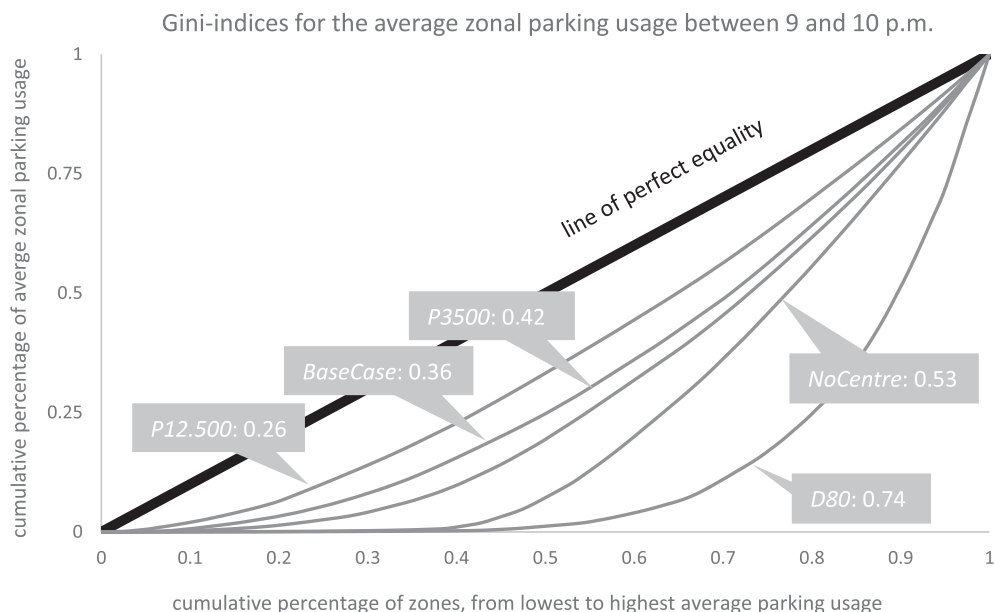 Gini-indices for the average zonal parking usage between 9 and 10 p.m.
cumulative percentage of averge zonal parking usage
1
0.75
0.5
0.25
0
line of perfect equality
P3500: 0.42
BaseCase: 0.36
NoCentre: 0.53
P12.500: 0.26
D80: 0.74
0 0.1 0.2 0.3 0.4 0.5 0.6 0.7 0.8 0.9 1
cumulative percentage of zones, from lowest to highest average parking usage